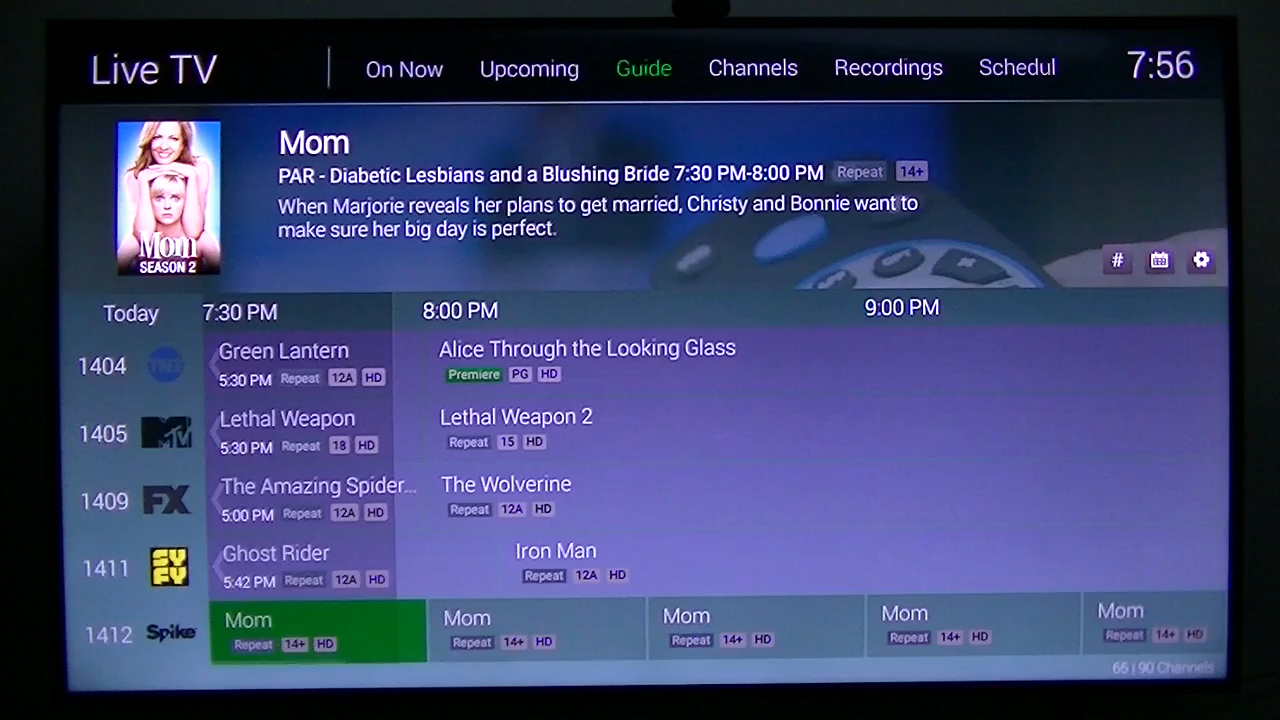 Live TV
On Now Upcoming Guide Channels Recordings Schedul
7:56
Mom
SEASON 2
Mom
PAR - Diabetic Lesbians and a Blushing Bride 7:30 PM-8:00 PM Repeat 14+
When Marjorie reveals her plans to get married, Christy and Bonnie want to
make sure her big day is perfect.
#
Today 7:30 PM 8:00 PM 9:00 PM
1404 TNT Green Lantern Alice Through the Looking Glass
5:30 PM Repeat 12A HD Premiere PG HD
1405 MTV Lethal Weapon Lethal Weapon 2
5:30 PM Repeat 18 HD Repeat 15 HD
1409 FX The Amazing Spider... The Wolverine
5:00 PM Repeat 12A HD Repeat 12A HD
1411 SYFY Ghost Rider Iron Man
5:42 PM Repeat 12A HD Repeat 12A HD
1412 Spike Mom Mom Mom Mom Mom
Repeat 14+ HD Repeat 14+ HD Repeat 14+ HD Repeat 14+ HD Repeat 14+ HD
65 | 90 Channels